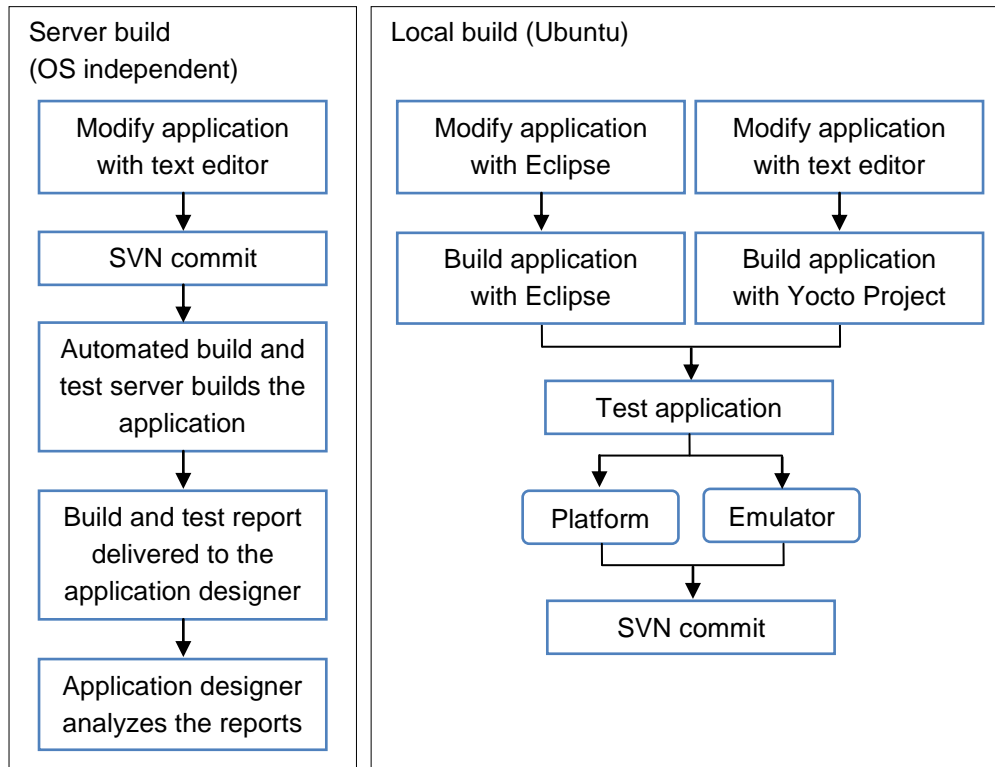 Server build
(OS independent)
Modify application
with text editor
SVN commit
Automated build and
test server builds the
application
Build and test report
delivered to the
application designer
Application designer
analyzes the reports
Local build (Ubuntu)
Modify application
with Eclipse
Modify application
with text editor
Build application
with Eclipse
Build application
with Yocto Project
Test application
Platform
Emulator
SVN commit